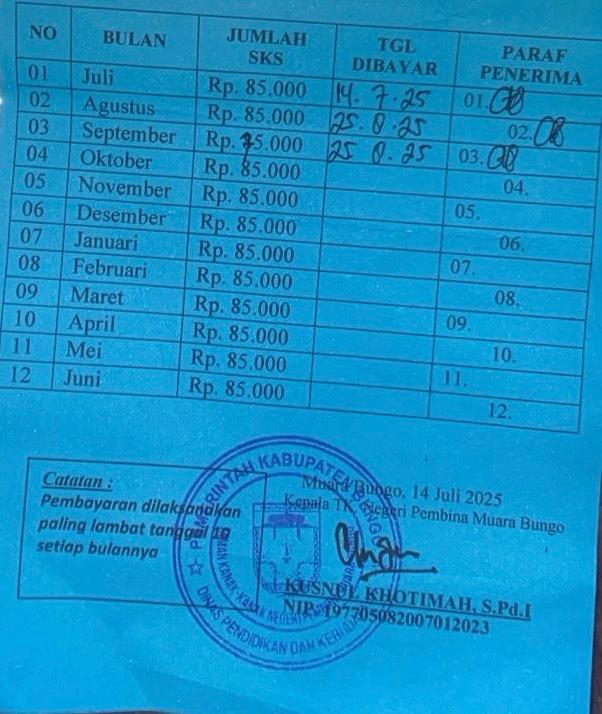 NO BULAN JUMLAH SKS TGL DIBAYAR PARAF PENERIMA
01 Juli Rp. 85.000 14. 7. 25 01.
02 Agustus Rp. 85.000 25. 8. 25 02.
03 September Rp. 75.000 25 8. 25 03.
04 Oktober Rp. 85.000 04.
05 November Rp. 85.000 05.
06 Desember Rp. 85.000 06.
07 Januari Rp. 85.000 07.
08 Februari Rp. 85.000 08.
09 Maret Rp. 85.000 09.
10 April Rp. 85.000 10.
11 Mei Rp. 85.000 11.
12 Juni Rp. 85.000 12.
Catatan :
Pembayaran dilaksanakan
paling lambat tanggal 10
setiap bulannya
Muara Bungo, 14 Juli 2025
Kepala TK. Negeri Pembina Muara Bungo
KUSNUL KHOTIMAH, S.Pd.I
NIP. 197705082007012023
PEMERINTAH KABUPATEN BUNGO
DINAS PENDIDIKAN DAN